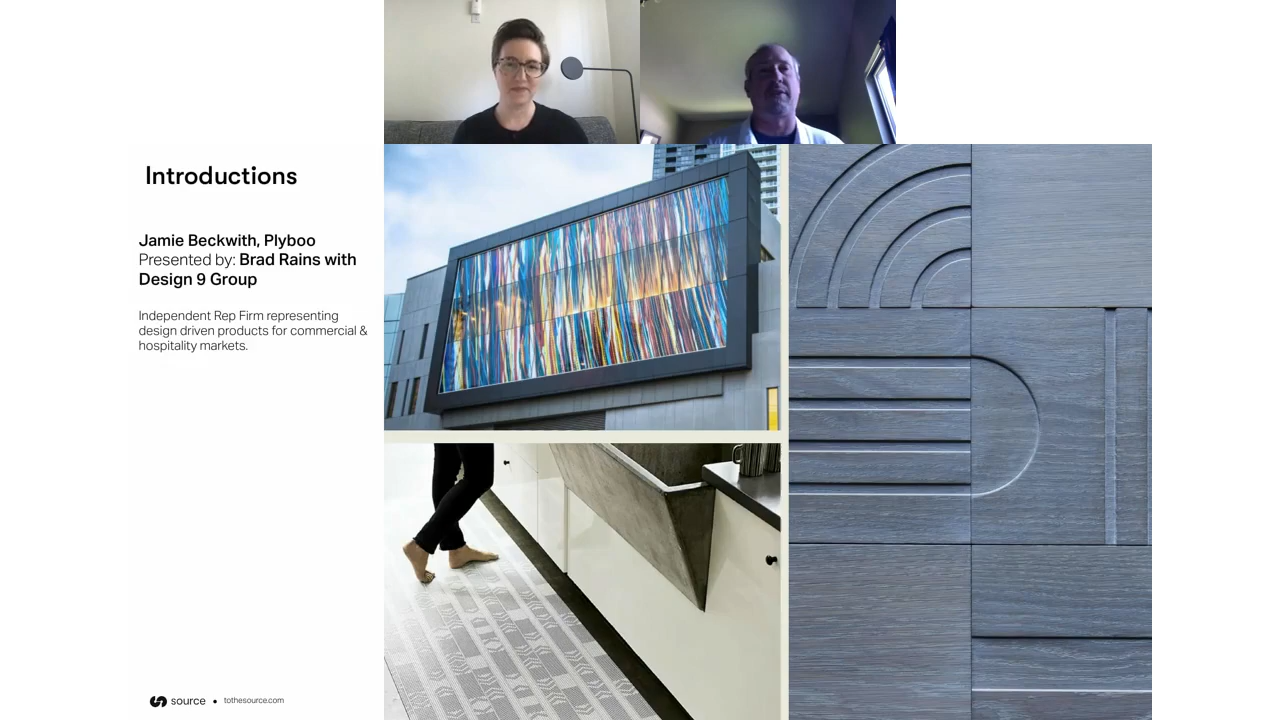 Introductions
Jamie Beckwith, Plyboo
Presented by: Brad Rains with
Design 9 Group
Independent Rep Firm representing
design driven products for commercial &
hospitality markets.
source • tothesource.com